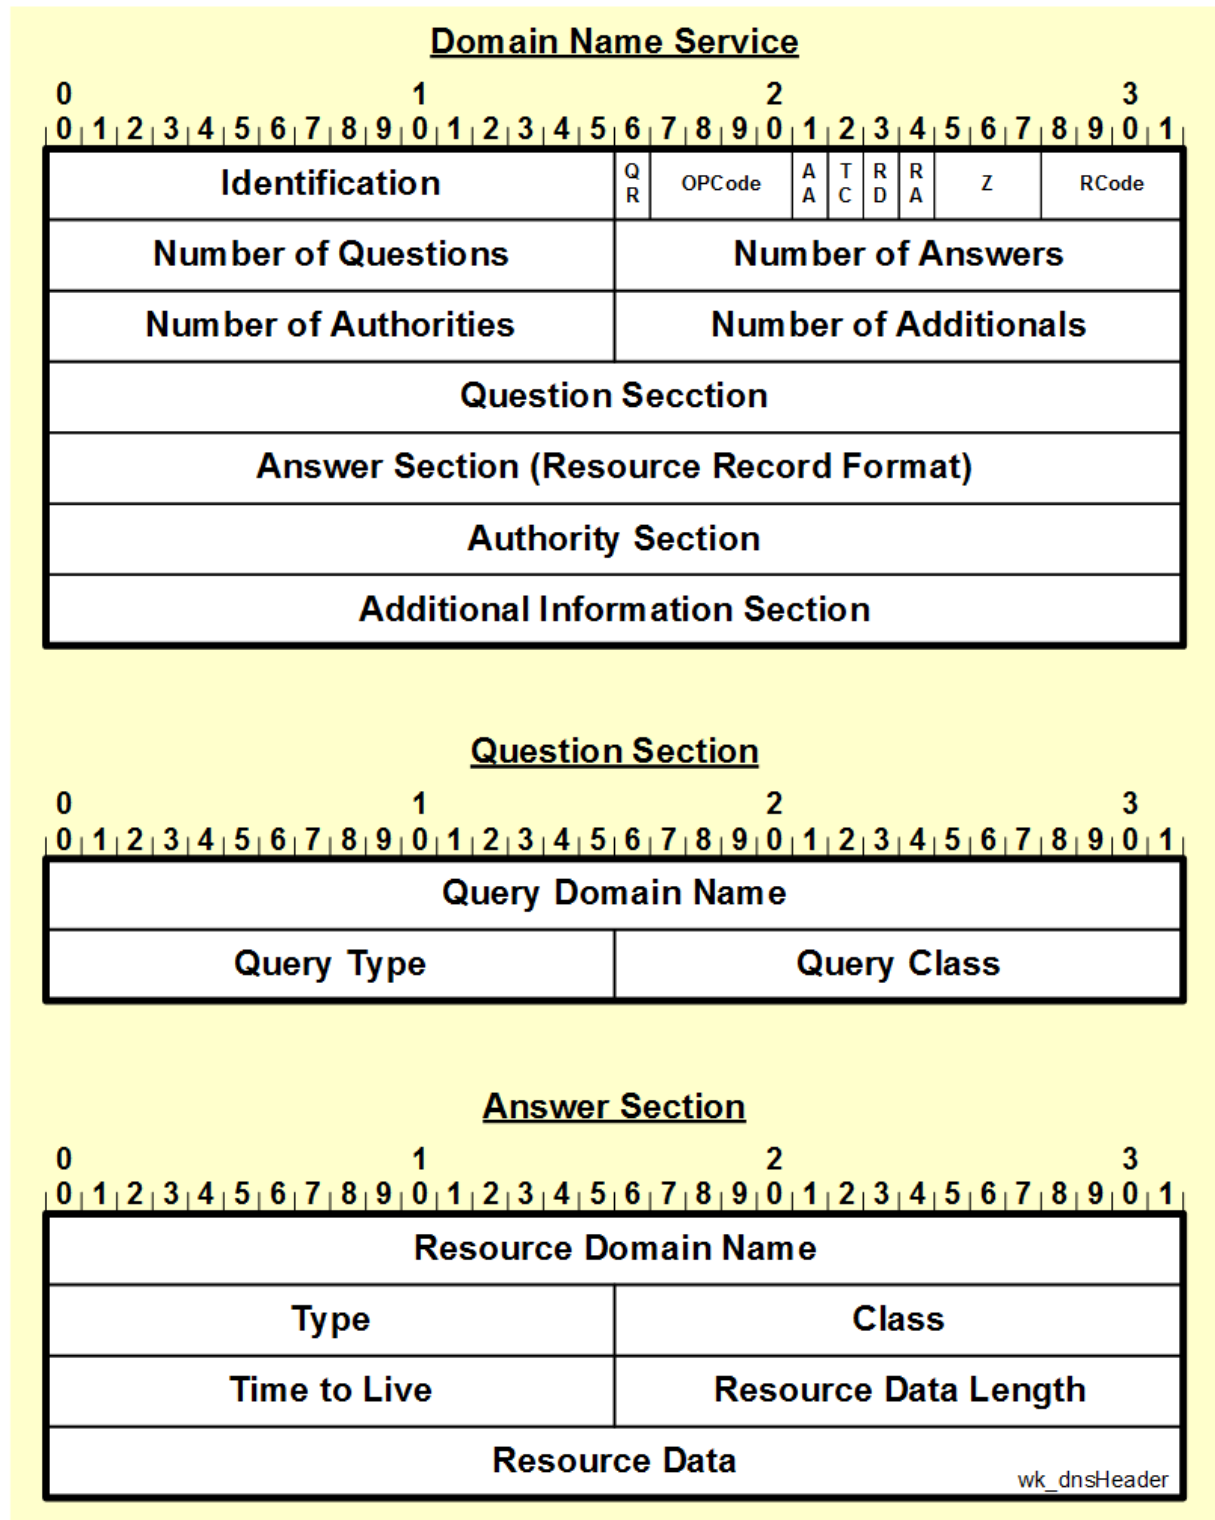 Domain Name Service
0 1 2 3
0 1 2 3 4 5 6 7 8 9 0 1 2 3 4 5 6 7 8 9 0 1 2 3 4 5 6 7 8 9 0 1
Identification QR OPCode AA TC RD RA Z RCode
Number of Questions Number of Answers
Number of Authorities Number of Additionals
Question Secction
Answer Section (Resource Record Format)
Authority Section
Additional Information Section
Question Section
0 1 2 3
0 1 2 3 4 5 6 7 8 9 0 1 2 3 4 5 6 7 8 9 0 1 2 3 4 5 6 7 8 9 0 1
Query Domain Name
Query Type Query Class
Answer Section
0 1 2 3
0 1 2 3 4 5 6 7 8 9 0 1 2 3 4 5 6 7 8 9 0 1 2 3 4 5 6 7 8 9 0 1
Resource Domain Name
Type Class
Time to Live Resource Data Length
Resource Data
wk_dnsHeader